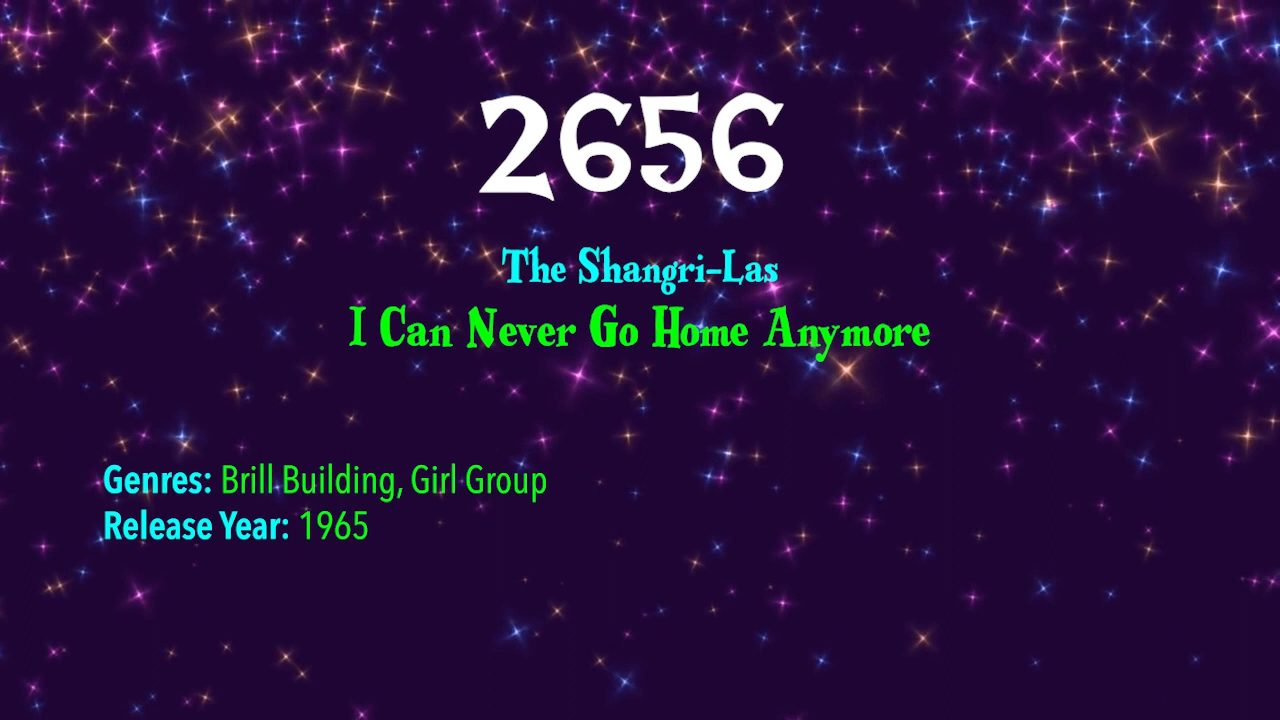 2656
The Shangri-Las
I Can Never Go Home Anymore
Genres: Brill Building, Girl Group
Release Year: 1965